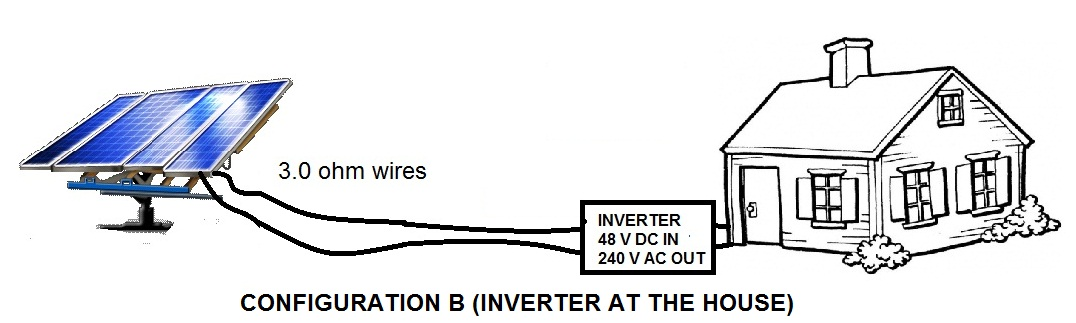 3.0 ohm wires
INVERTER
48 V DC IN
240 V AC OUT
CONFIGURATION B (INVERTER AT THE HOUSE)